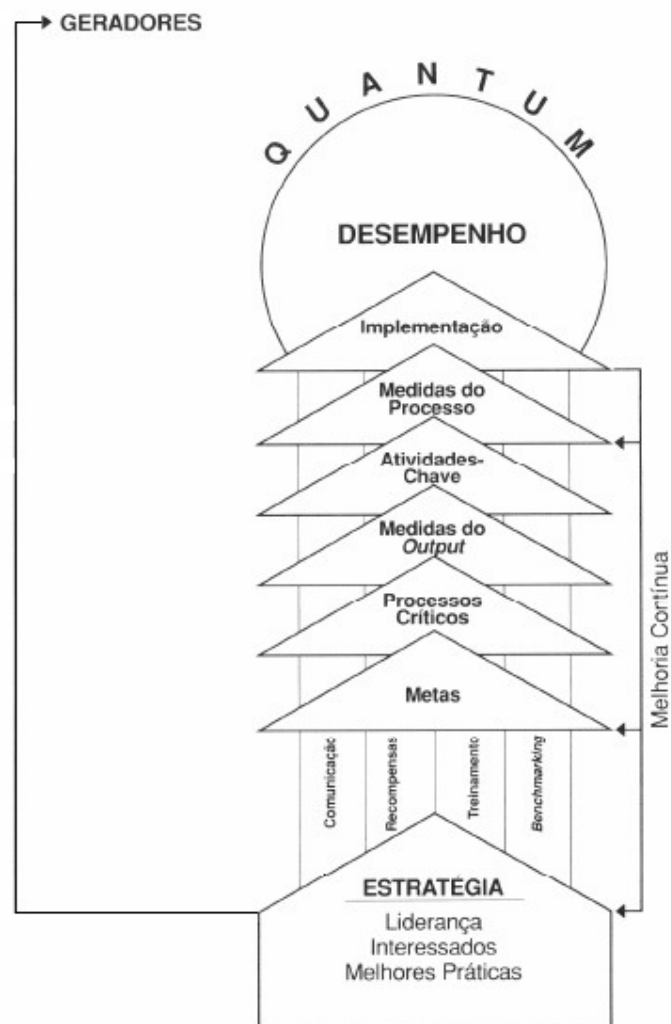 GERADORES
QUANTUM
DESEMPENHO
Implementação
Medidas do
Processo
Atividades-
Chave
Medidas do
Output
Processos
Críticos
Metas
Comunicação
Recompensas
Treinamento
Benchmarking
Melhoria Contínua
ESTRATÉGIA
Liderança
Interessados
Melhores Práticas